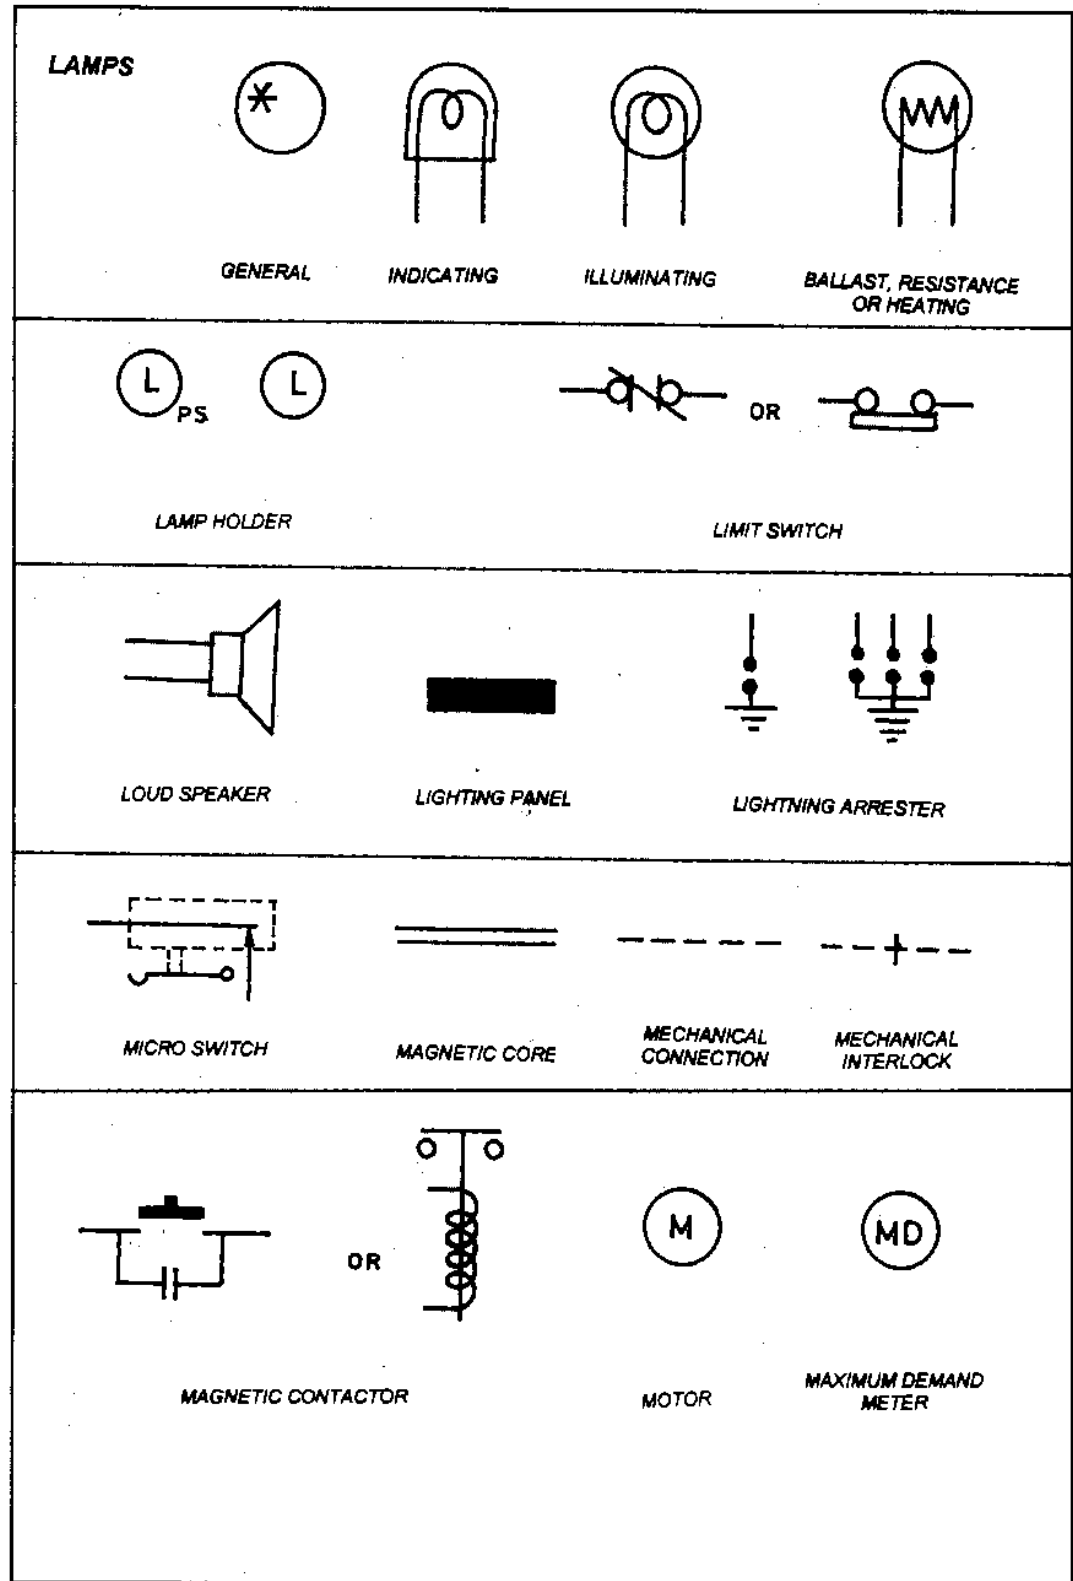 LAMPS
GENERAL
INDICATING
ILLUMINATING
BALLAST, RESISTANCE
OR HEATING
L
PS
L
OR
LAMP HOLDER
LIMIT SWITCH
LOUD SPEAKER
LIGHTING PANEL
LIGHTNING ARRESTER
MICRO SWITCH
MAGNETIC CORE
MECHANICAL
CONNECTION
MECHANICAL
INTERLOCK
OR
M
MD
MAGNETIC CONTACTOR
MOTOR
MAXIMUM DEMAND
METER